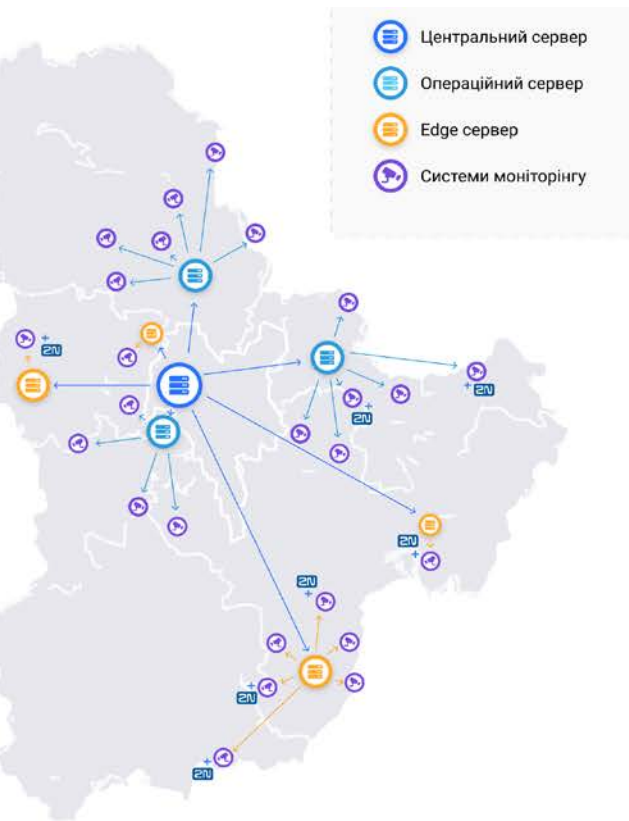 Центральний сервер
Операційний сервер
Edge сервер
Системи моніторінгу
2N
2N
2N
2N
2N
2N
2N